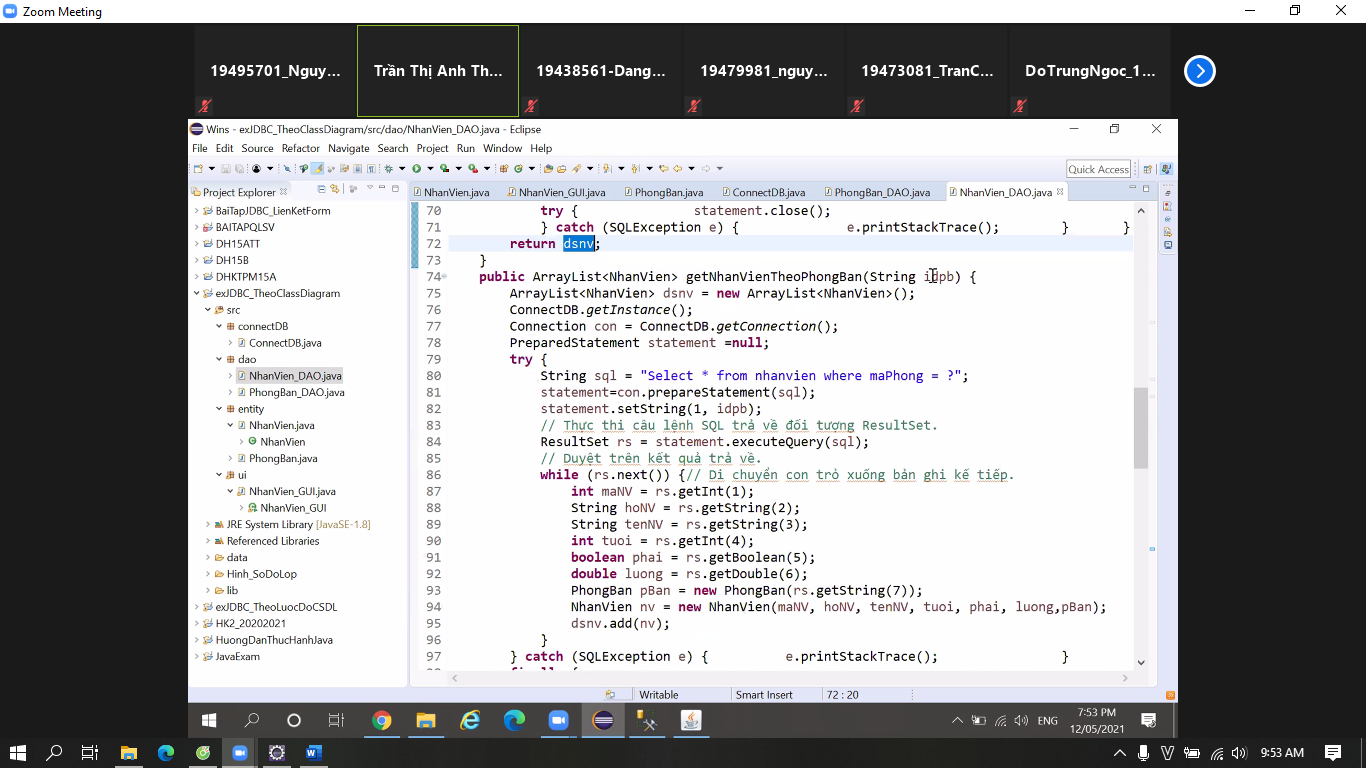 Zoom Meeting
19495701_Nguy... Trần Thị Anh Th... 19438561-Dang... 19479981_nguy... 19473081_TranC... DoTrungNgoc_1...
Wins - exJDBC_TheoClassDiagram/src/dao/NhanVien_DAO.java - Eclipse
File Edit Source Refactor Navigate Search Project Run Window Help
Quick Access
Project Explorer
NhanVien.java NhanVien_GUI.java PhongBan.java ConnectDB.java PhongBan_DAO.java NhanVien_DAO.java
BaiTapJDBC_LienKetForm
BAITAPQLSV
DH15ATT
DH15B
DHKTPM15A
exJDBC_TheoClassDiagram
src
connectDB
ConnectDB.java
dao
NhanVien_DAO.java
PhongBan_DAO.java
entity
NhanVien.java
NhanVien
PhongBan.java
ui
NhanVien_GUI.java
NhanVien_GUI
JRE System Library [JavaSE-1.8]
Referenced Libraries
data
Hinh_SoDoLop
lib
exJDBC_TheoLuocDoCSDL
HK2_20202021
HuongDanThucHanhJava
JavaExam
70 try { statement.close();
71 } catch (SQLException e) { e.printStackTrace(); } }
72 return dsnv;
73 }
74 public ArrayList<NhanVien> getNhanVienTheoPhongBan(String idpb) {
75 ArrayList<NhanVien> dsnv = new ArrayList<NhanVien>();
76 ConnectDB.getInstance();
77 Connection con = ConnectDB.getConnection();
78 PreparedStatement statement =null;
79 try {
80 String sql = "Select * from nhanvien where maPhong = ?";
81 statement=con.prepareStatement(sql);
82 statement.setString(1, idpb);
83 // Thực thi câu lệnh SQL trả về đối tượng ResultSet.
84 ResultSet rs = statement.executeQuery(sql);
85 // Duyệt trên kết quả trả về.
86 while (rs.next()) {// Di chuyển con trỏ xuống bản ghi kế tiếp.
87 int maNV = rs.getInt(1);
88 String hoNV = rs.getString(2);
89 String tenNV = rs.getString(3);
90 int tuoi = rs.getInt(4);
91 boolean phai = rs.getBoolean(5);
92 double luong = rs.getDouble(6);
93 PhongBan pBan = new PhongBan(rs.getString(7));
94 NhanVien nv = new NhanVien(maNV, hoNV, tenNV, tuoi, phai, luong,pBan);
95 dsnv.add(nv);
96 }
97 } catch (SQLException e) { e.printStackTrace(); }
Writable Smart Insert 72 : 20
ENG 7:53 PM
12/05/2021
9:53 AM